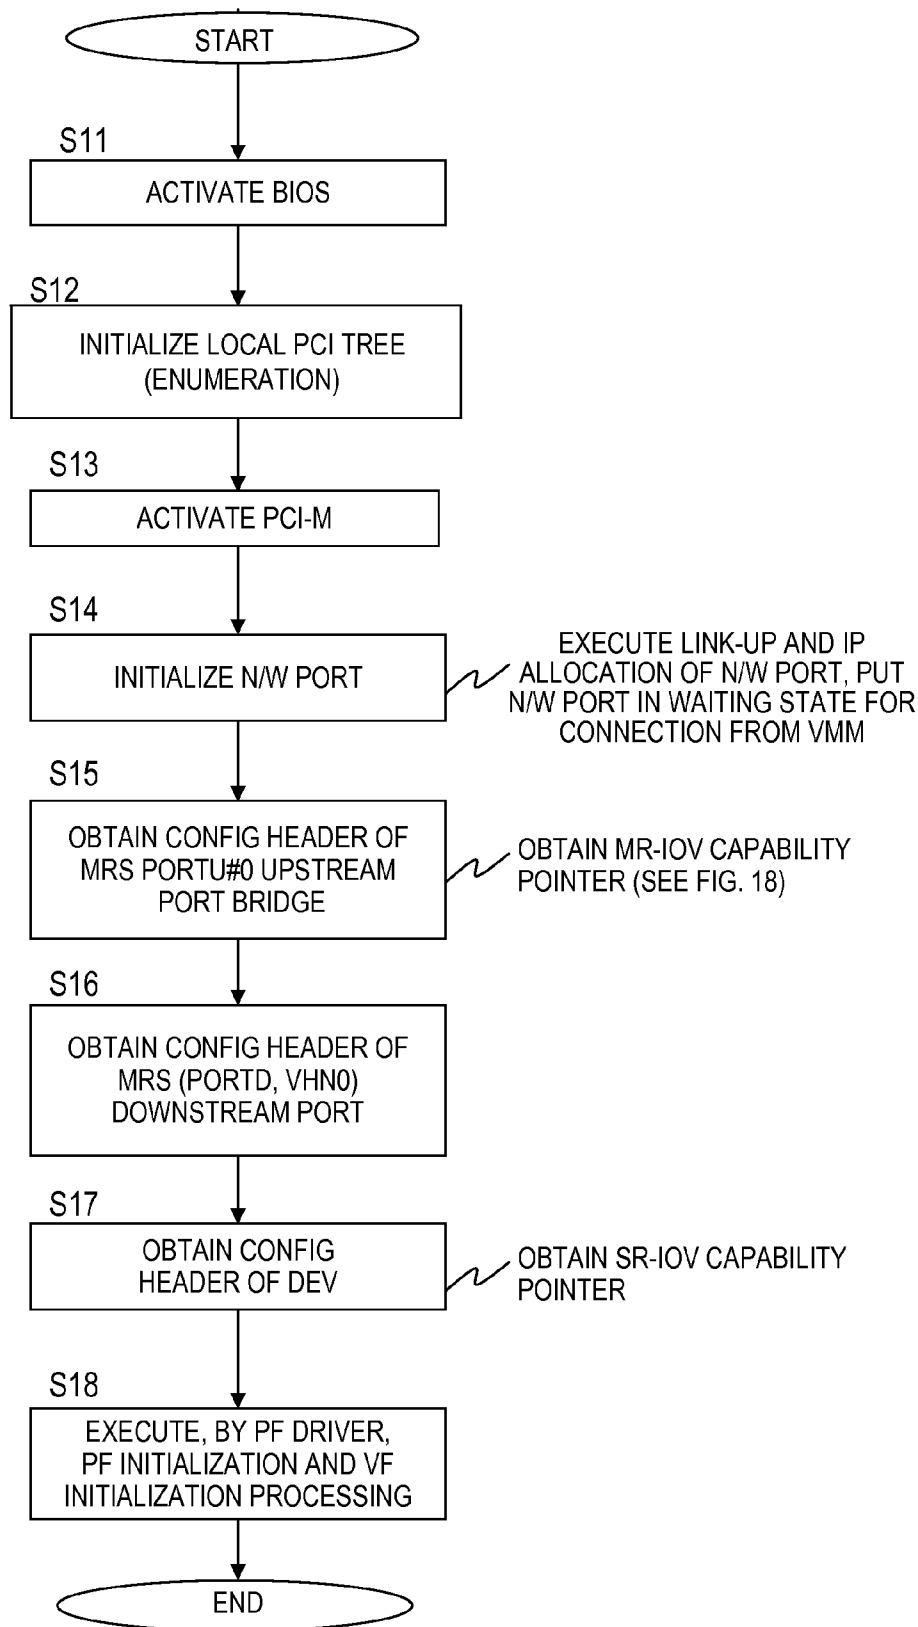 START
S11
ACTIVATE BIOS
S12
INITIALIZE LOCAL PCI TREE
(ENUMERATION)
S13
ACTIVATE PCI-M
S14
INITIALIZE N/W PORT
EXECUTE LINK-UP AND IP
ALLOCATION OF N/W PORT, PUT
N/W PORT IN WAITING STATE FOR
CONNECTION FROM VMM
S15
OBTAIN CONFIG HEADER OF
MRS PORTU#0 UPSTREAM
PORT BRIDGE
OBTAIN MR-IOV CAPABILITY
POINTER (SEE FIG. 18)
S16
OBTAIN CONFIG HEADER OF
MRS (PORTD, VHN0)
DOWNSTREAM PORT
S17
OBTAIN CONFIG
HEADER OF DEV
OBTAIN SR-IOV CAPABILITY
POINTER
S18
EXECUTE, BY PF DRIVER,
PF INITIALIZATION AND VF
INITIALIZATION PROCESSING
END